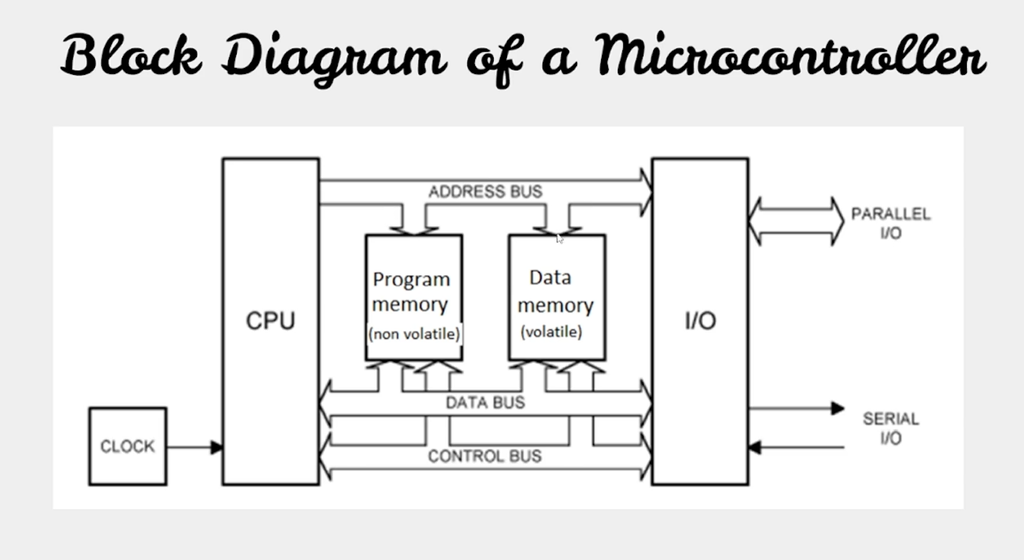 Block Diagram of a Microcontroller
ADDRESS BUS
PARALLEL
I/O
Program
memory
(non volatile)
Data
memory
(volatile)
CPU
I/O
DATA BUS
CLOCK
SERIAL
I/O
CONTROL BUS